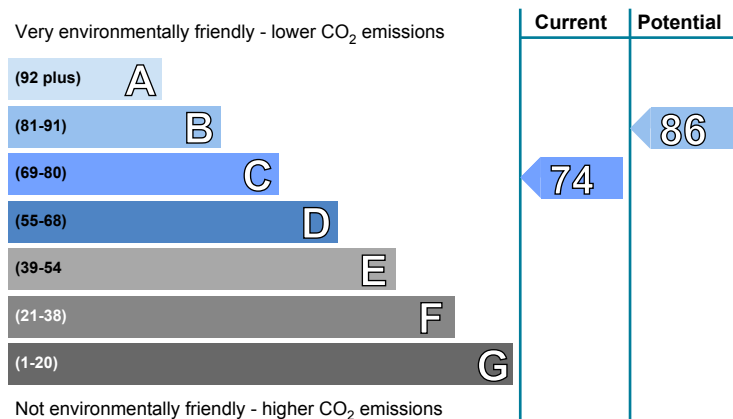 Current Potential
Very environmentally friendly - lower CO₂ emissions
(92 plus) A
(81-91) B 86
(69-80) C 74
(55-68) D
(39-54 E
(21-38) F
(1-20) G
Not environmentally friendly - higher CO₂ emissions